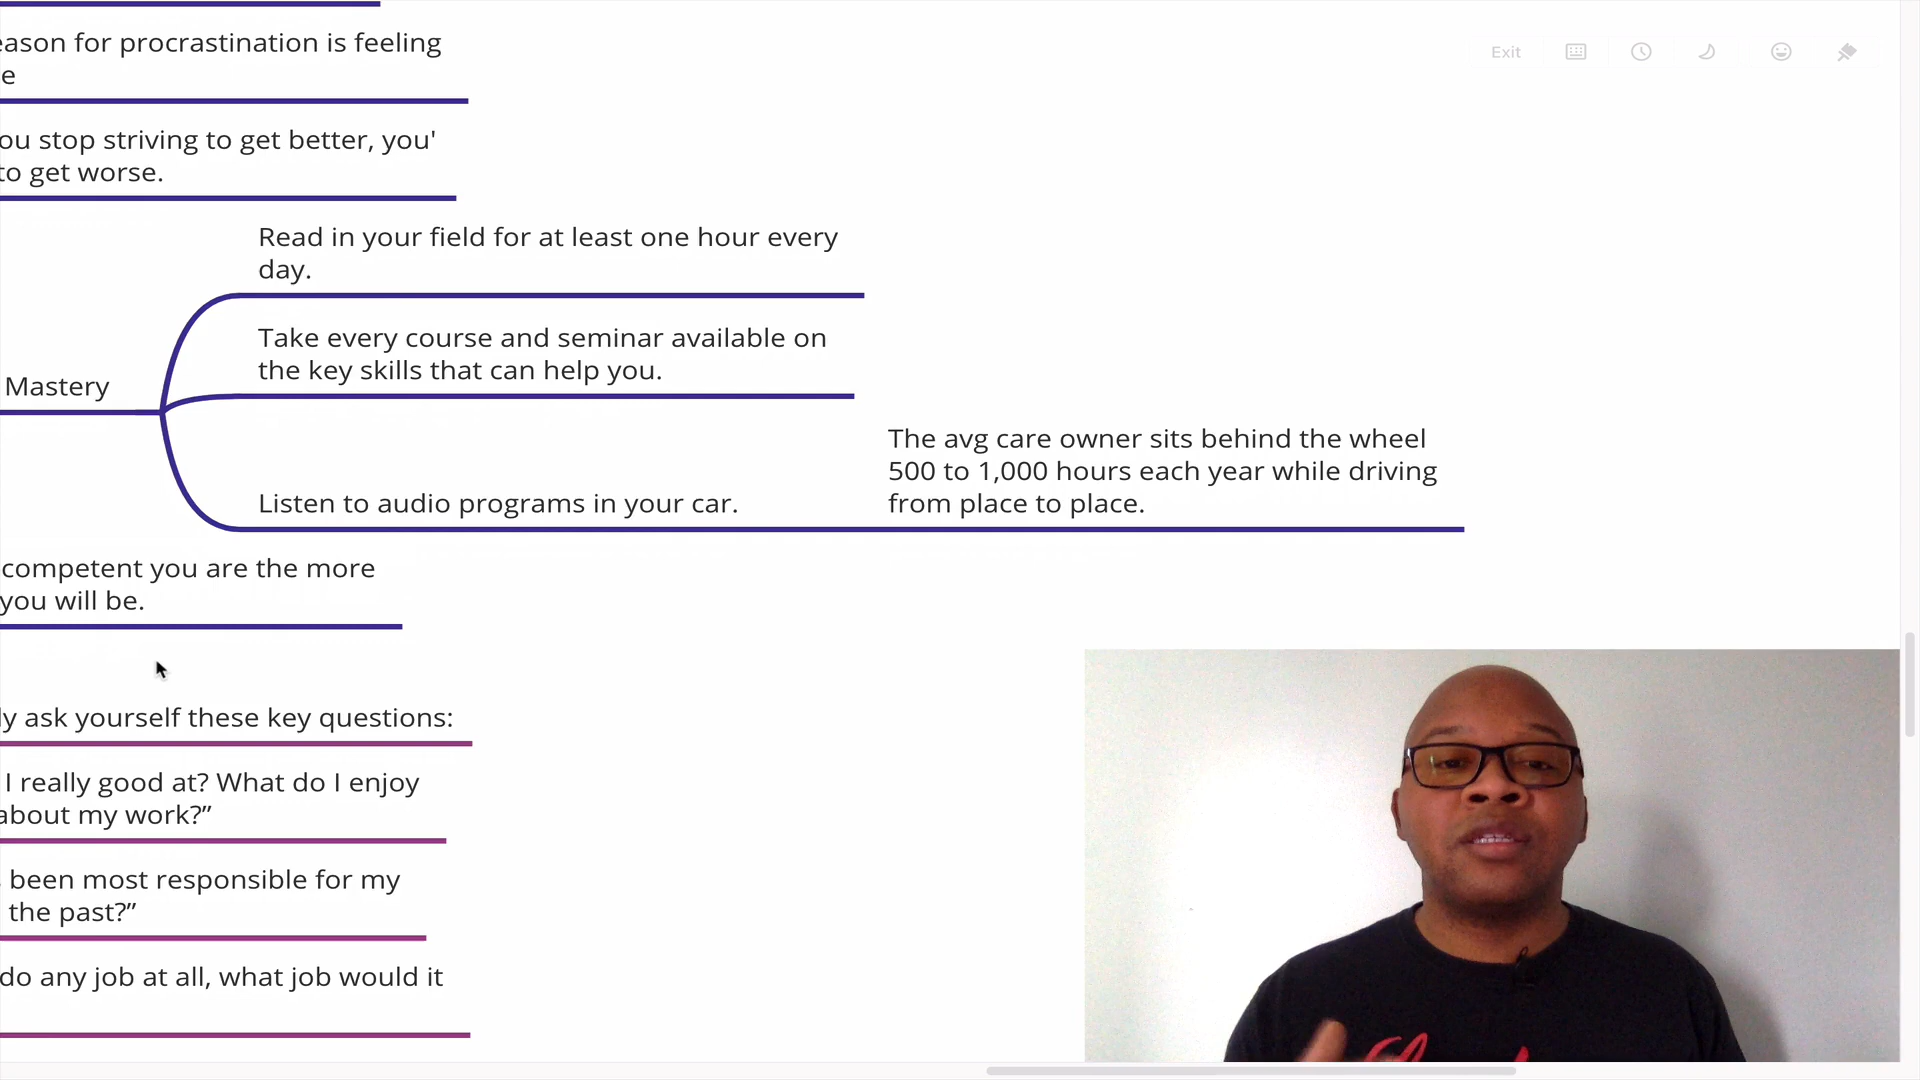 eason for procrastination is feeling
e
ou stop striving to get better, you'
to get worse.
Read in your field for at least one hour every
day.
Take every course and seminar available on
the key skills that can help you.
Mastery
The avg care owner sits behind the wheel
500 to 1,000 hours each year while driving
from place to place.
Listen to audio programs in your car.
competent you are the more
you will be.
ly ask yourself these key questions:
I really good at? What do I enjoy
about my work?”
been most responsible for my
the past?”
do any job at all, what job would it
Exit